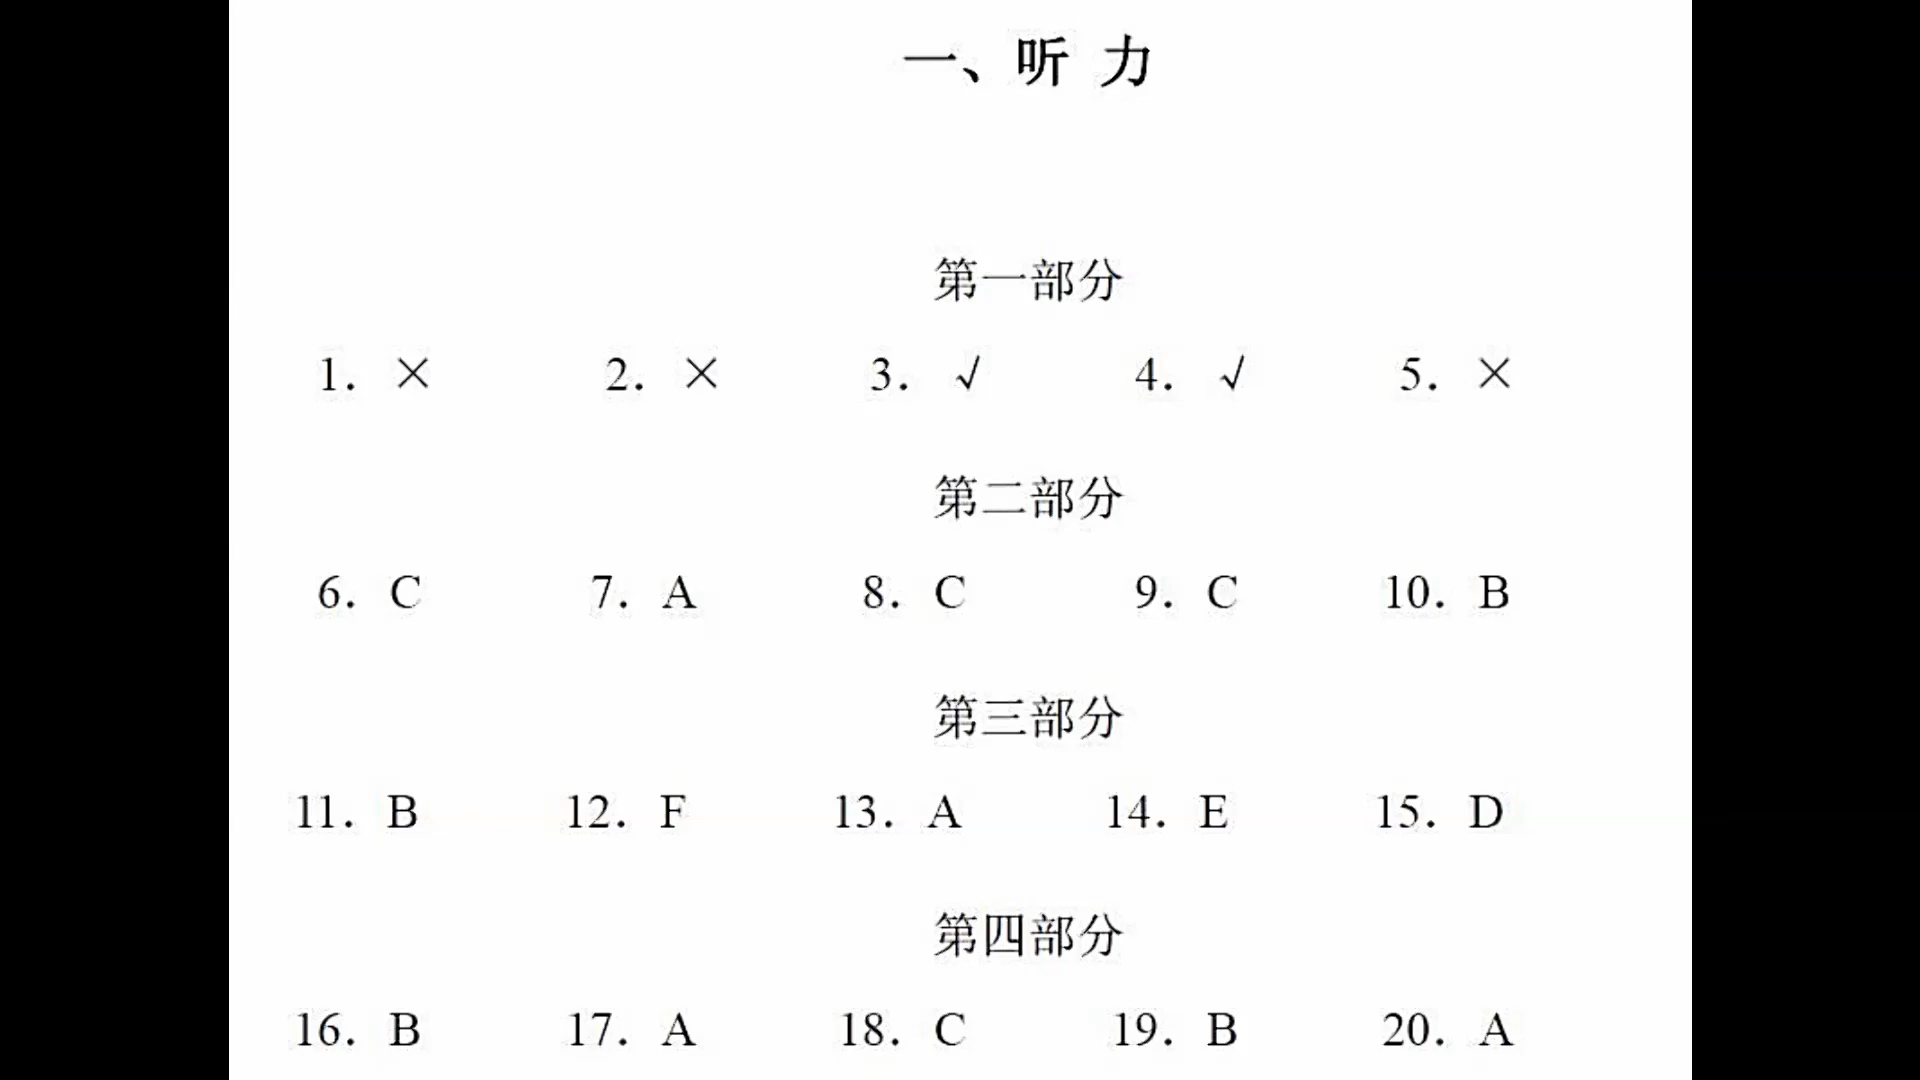 一、听 力
第一部分
1. × 2. × 3. √ 4. √ 5. ×
第二部分
6. C 7. A 8. C 9. C 10. B
第三部分
11. B 12. F 13. A 14. E 15. D
第四部分
16. B 17. A 18. C 19. B 20. A